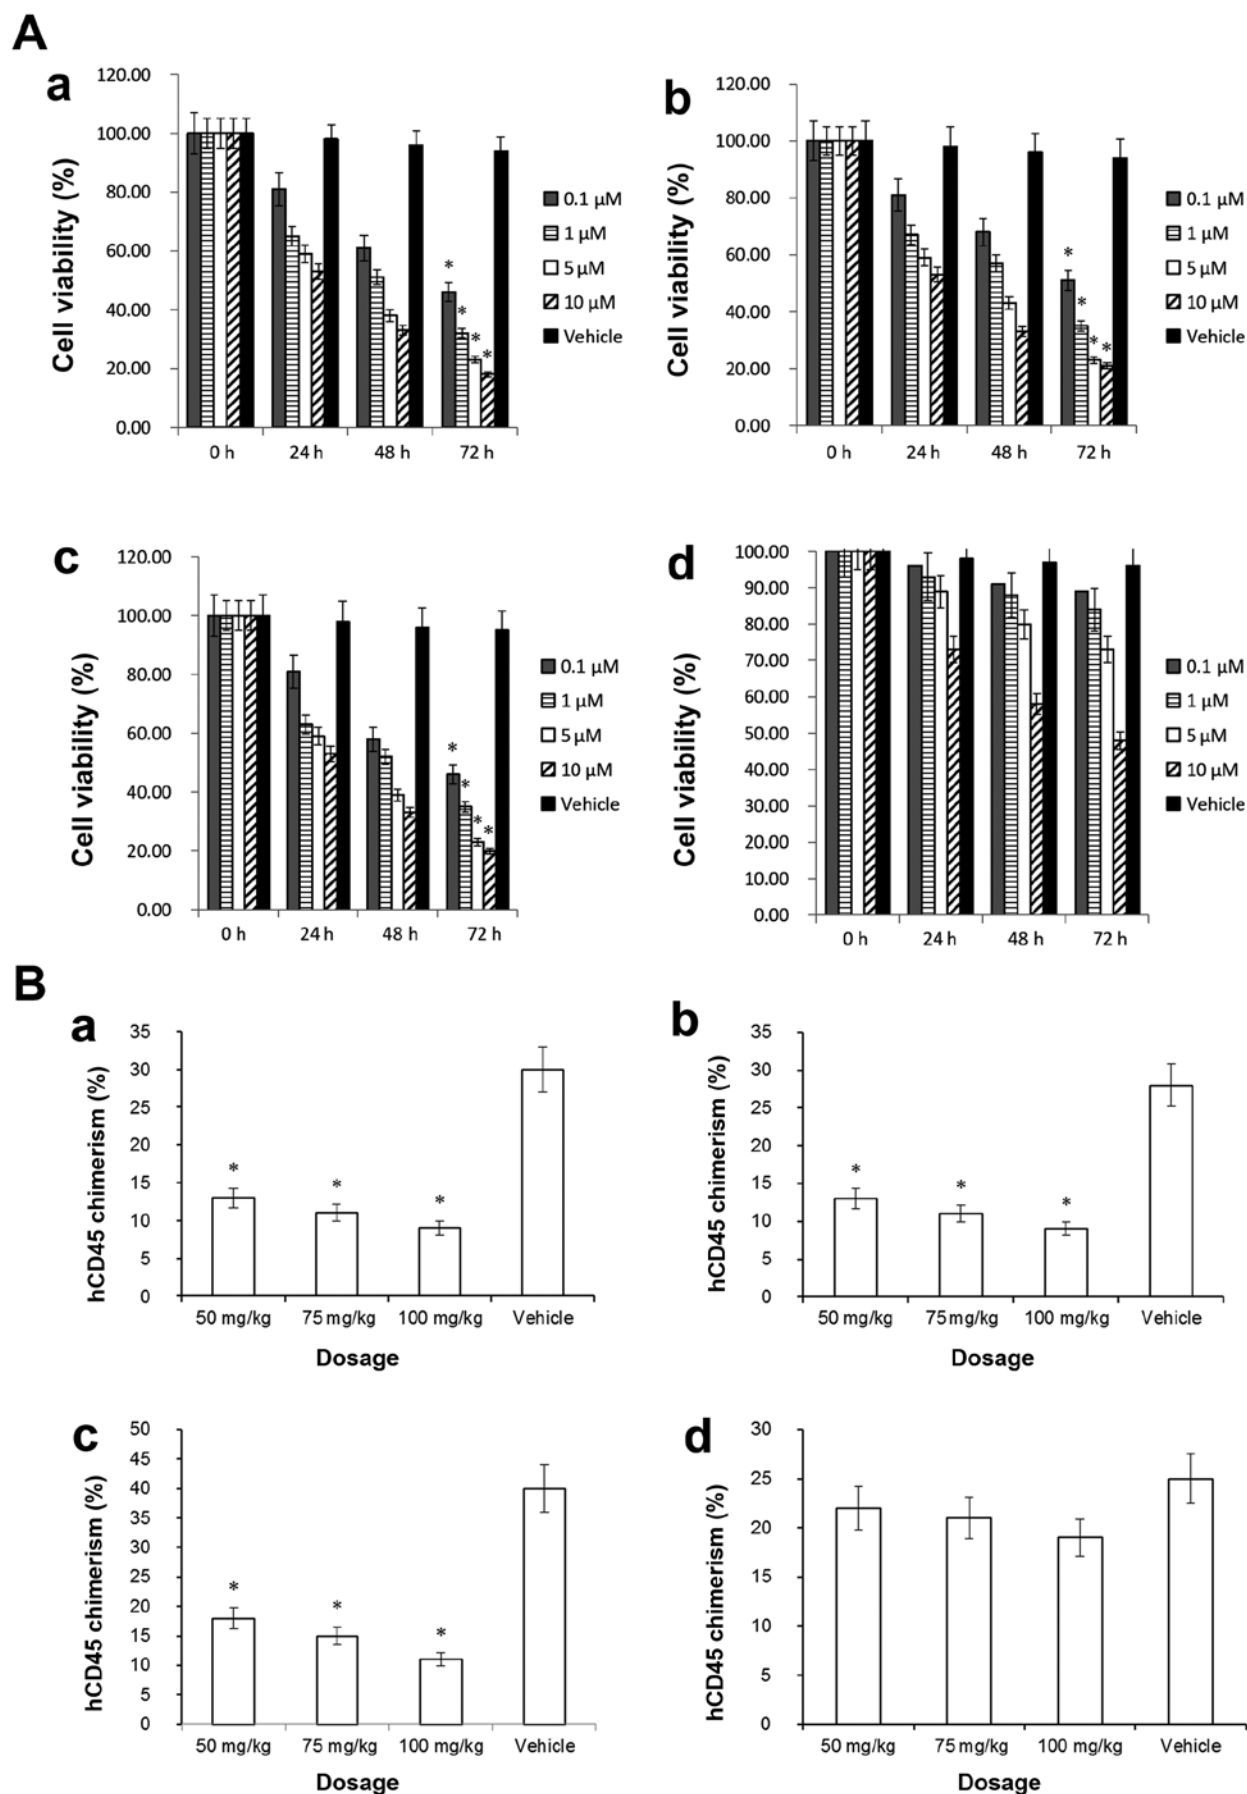 A
a
120.00
100.00
80.00
60.00
40.00
20.00
0.00
Cell viability (%)
0 h 24 h 48 h 72 h
* * * *
0.1 µM
1 µM
5 µM
10 µM
Vehicle
b
120.00
100.00
80.00
60.00
40.00
20.00
0.00
Cell viability (%)
0 h 24 h 48 h 72 h
* * * *
0.1 µM
1 µM
5 µM
10 µM
Vehicle
c
120.00
100.00
80.00
60.00
40.00
20.00
0.00
Cell viability (%)
0 h 24 h 48 h 72 h
* * * *
0.1 µM
1 µM
5 µM
10 µM
Vehicle
d
100.00
90.00
80.00
70.00
60.00
50.00
40.00
30.00
20.00
10.00
0.00
Cell viability (%)
0 h 24 h 48 h 72 h
0.1 µM
1 µM
5 µM
10 µM
Vehicle
B
a
35
30
25
20
15
10
5
0
hCD45 chimerism (%)
* * *
50 mg/kg 75 mg/kg 100 mg/kg Vehicle
Dosage
b
35
30
25
20
15
10
5
0
hCD45 chimerism (%)
* * *
50 mg/kg 75 mg/kg 100 mg/kg Vehicle
Dosage
c
50
45
40
35
30
25
20
15
10
5
0
hCD45 chimerism (%)
* * *
50 mg/kg 75 mg/kg 100 mg/kg Vehicle
Dosage
d
30
25
20
15
10
5
0
hCD45 chimerism (%)
50 mg/kg 75 mg/kg 100 mg/kg Vehicle
Dosage